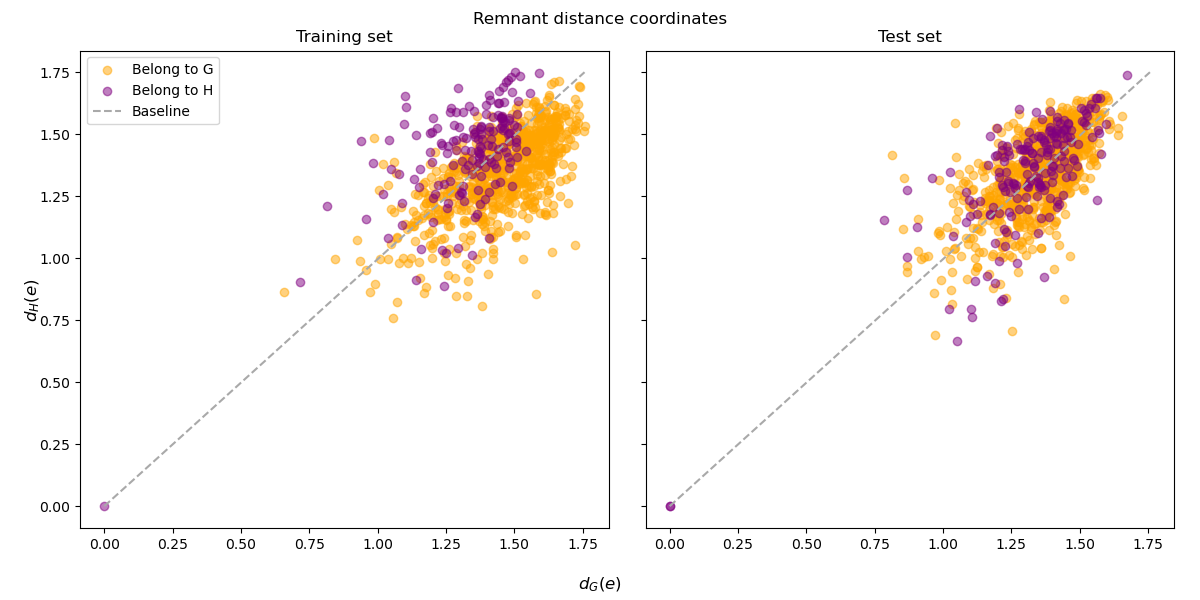 Remnant distance coordinates
Training set
Test set
Belong to G
Belong to H
Baseline
d_H(e)
1.75
1.50
1.25
1.00
0.75
0.50
0.25
0.00
0.00 0.25 0.50 0.75 1.00 1.25 1.50 1.75
0.00 0.25 0.50 0.75 1.00 1.25 1.50 1.75
d_G(e)